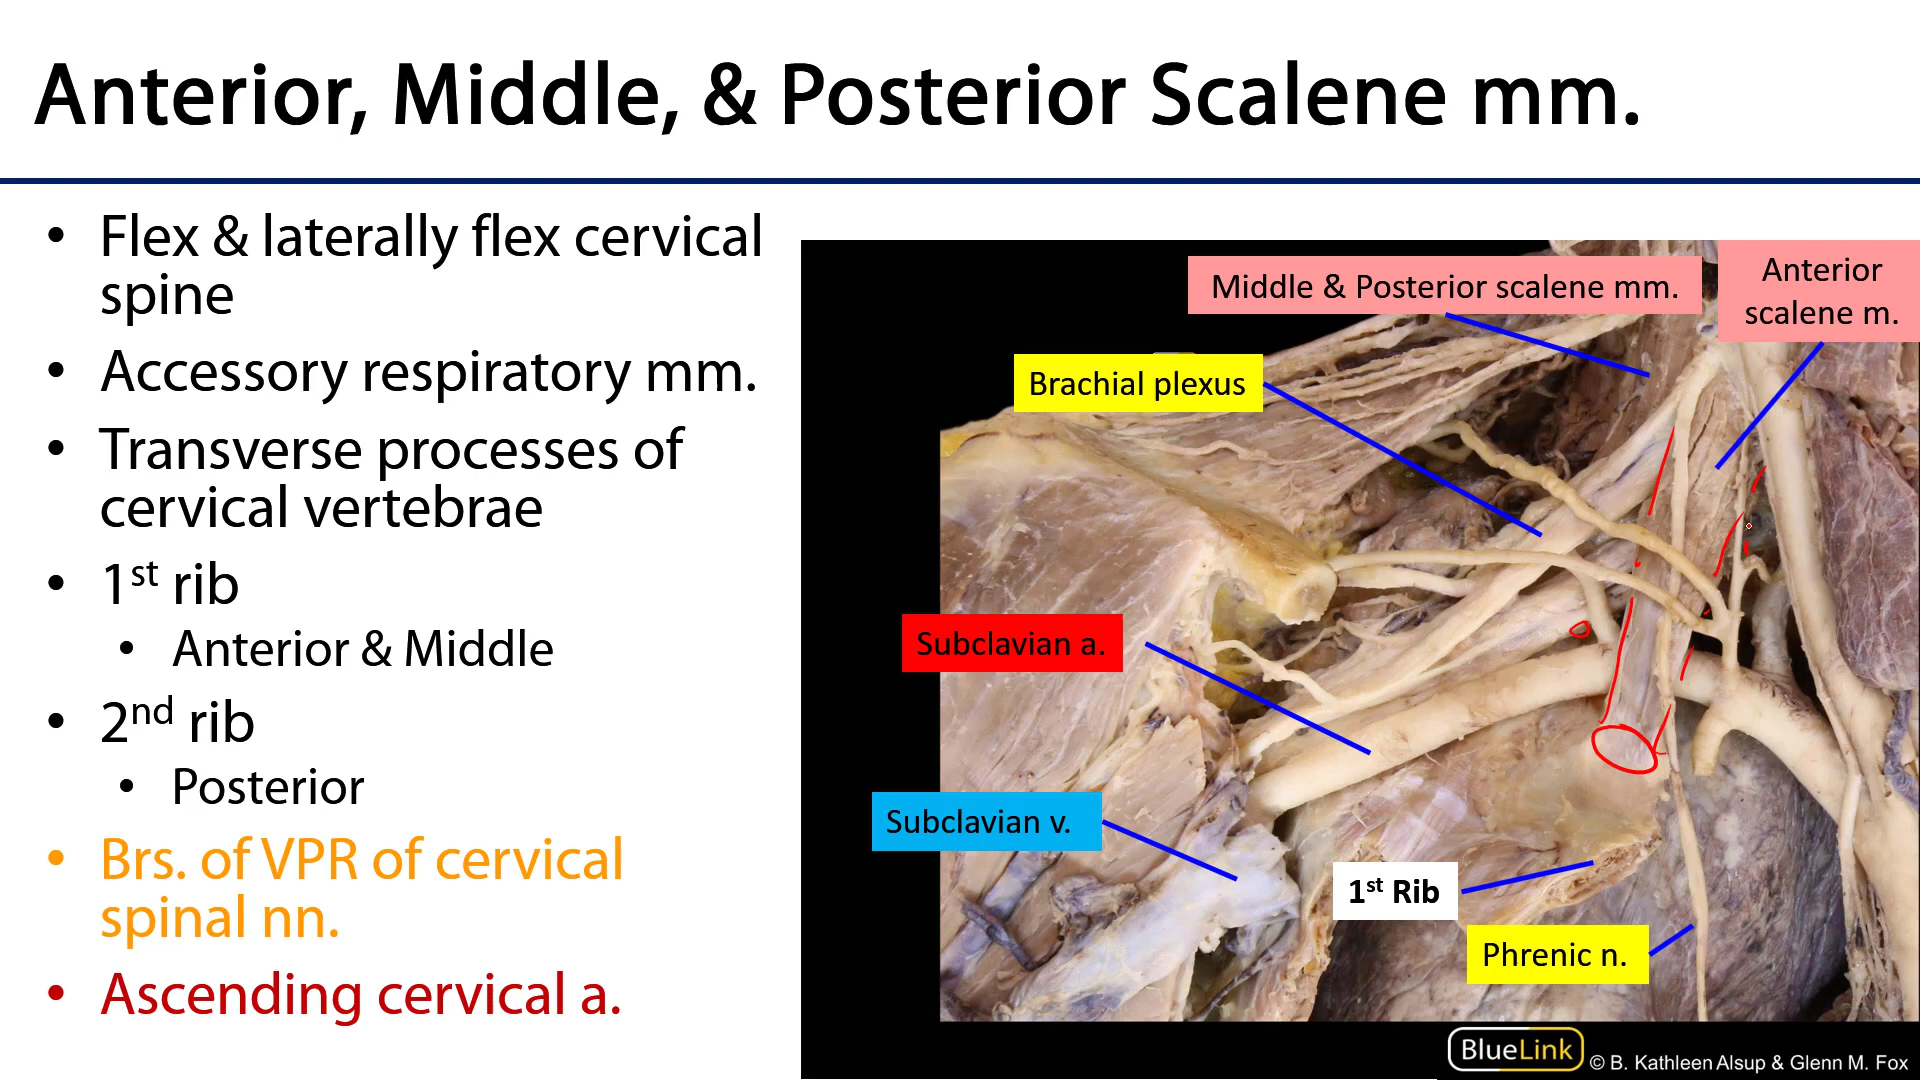 Anterior, Middle, & Posterior Scalene mm.
• Flex & laterally flex cervical
spine
• Accessory respiratory mm.
• Transverse processes of
cervical vertebrae
• 1st rib
• Anterior & Middle
• 2nd rib
• Posterior
• Brs. of VPR of cervical
spinal nn.
• Ascending cervical a.
Middle & Posterior scalene mm.
Anterior
scalene m.
Brachial plexus
Subclavian a.
Subclavian v.
1st Rib
Phrenic n.
BlueLink
© B. Kathleen Alsup & Glenn M. Fox